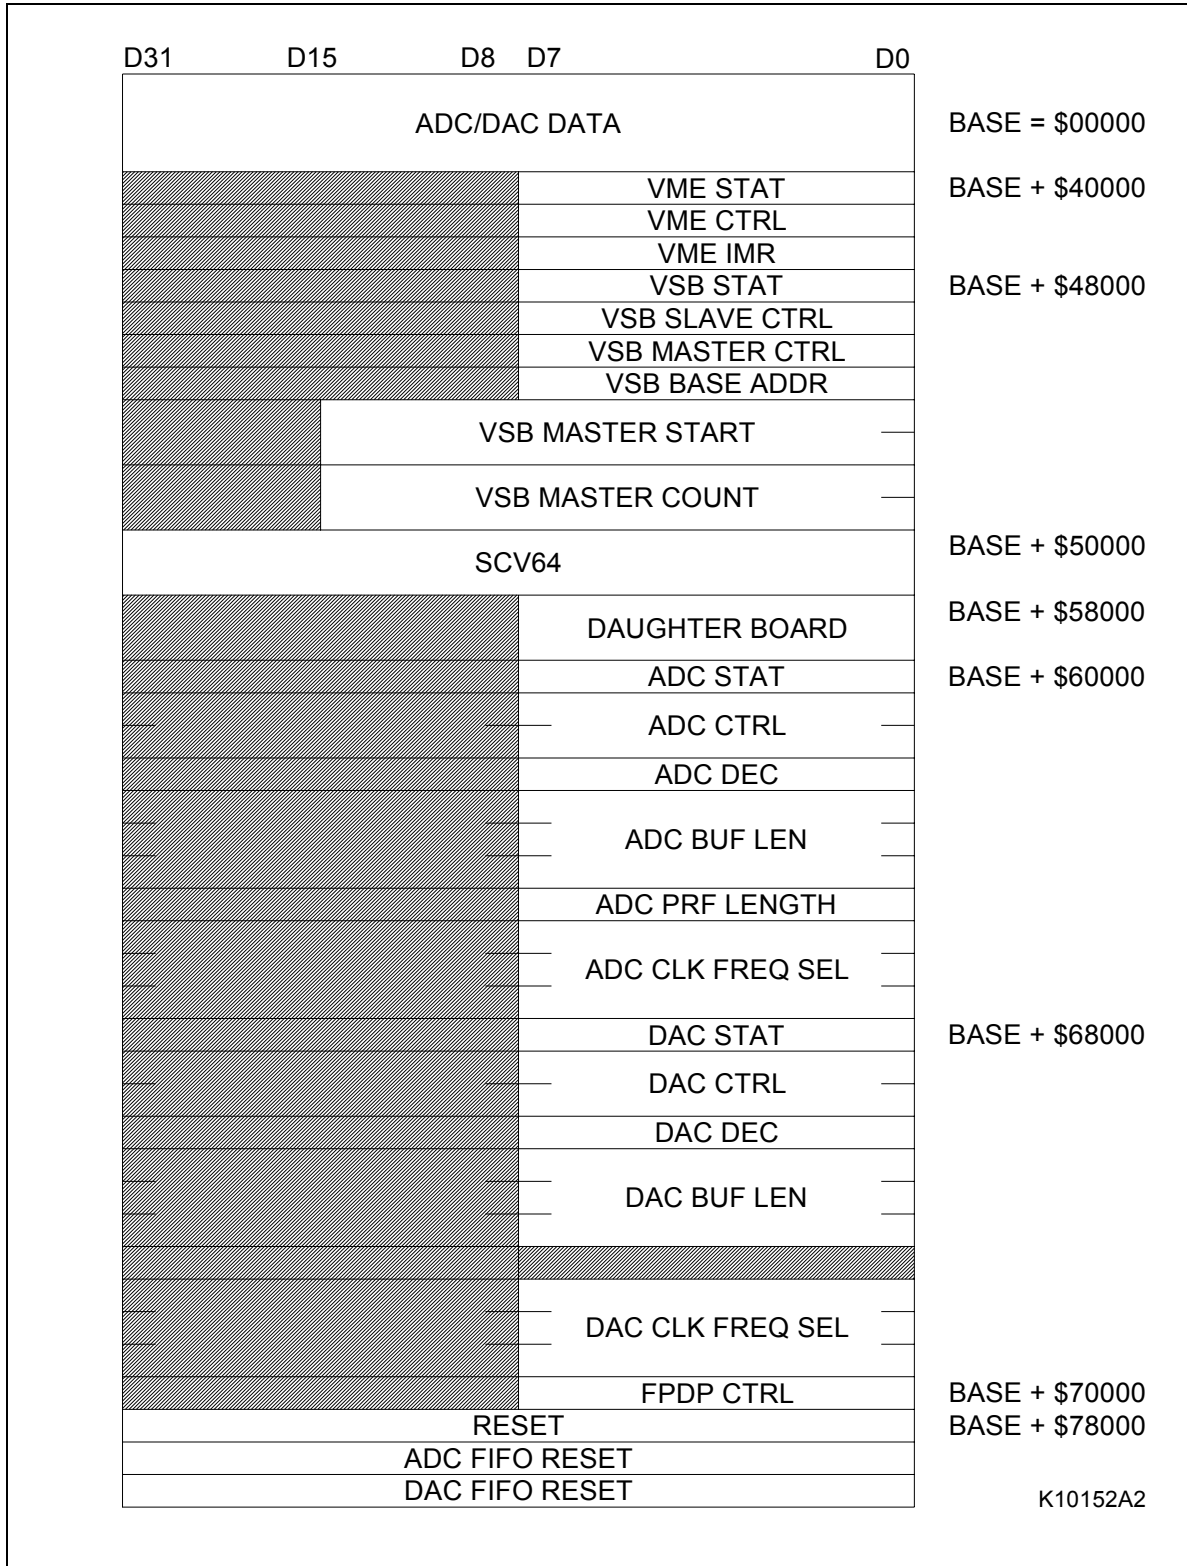 D31 D15 D8 D7 D0
ADC/DAC DATA BASE = $00000
VME STAT BASE + $40000
VME CTRL
VME IMR
VSB STAT BASE + $48000
VSB SLAVE CTRL
VSB MASTER CTRL
VSB BASE ADDR
VSB MASTER START
VSB MASTER COUNT
SCV64 BASE + $50000
DAUGHTER BOARD BASE + $58000
ADC STAT BASE + $60000
ADC CTRL
ADC DEC
ADC BUF LEN
ADC PRF LENGTH
ADC CLK FREQ SEL
DAC STAT BASE + $68000
DAC CTRL
DAC DEC
DAC BUF LEN
DAC CLK FREQ SEL
FPDP CTRL BASE + $70000
RESET BASE + $78000
ADC FIFO RESET
DAC FIFO RESET
K10152A2